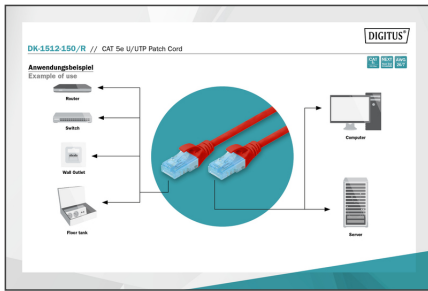 DIGITUS®
DK-1512-150/R // CAT 5e U/UTP Patch Cord
Anwendungsbeispiel
Example of use
Router
Switch
Wall Outlet
Floor tank
Computer
Server